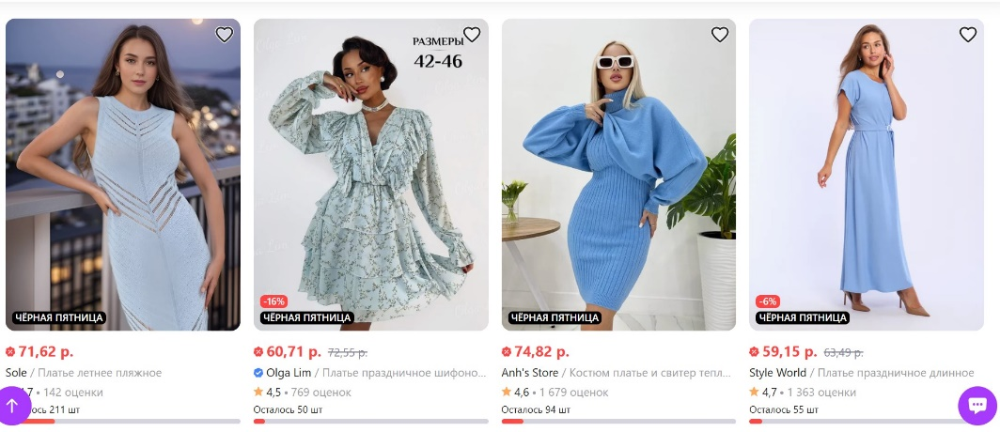 РАЗМЕРЫ
42-46
ЧЁРНАЯ ПЯТНИЦА
-16%
ЧЁРНАЯ ПЯТНИЦА
ЧЁРНАЯ ПЯТНИЦА
-6%
ЧЁРНАЯ ПЯТНИЦА
71,62 р.
60,71 р. 72,55 р.
74,82 р.
59,15 р. 63,49 р.
Sole / Платье летнее пляжное
Olga Lim / Платье праздничное шифоно...
Anh's Store / Костюм платье и свитер тепл...
Style World / Платье праздничное длинное
,7 • 142 оценки
4,5 • 769 оценок
4,6 • 1 679 оценок
4,7 • 1 363 оценки
ось 211 шт
Осталось 50 шт
Осталось 94 шт
Осталось 55 шт